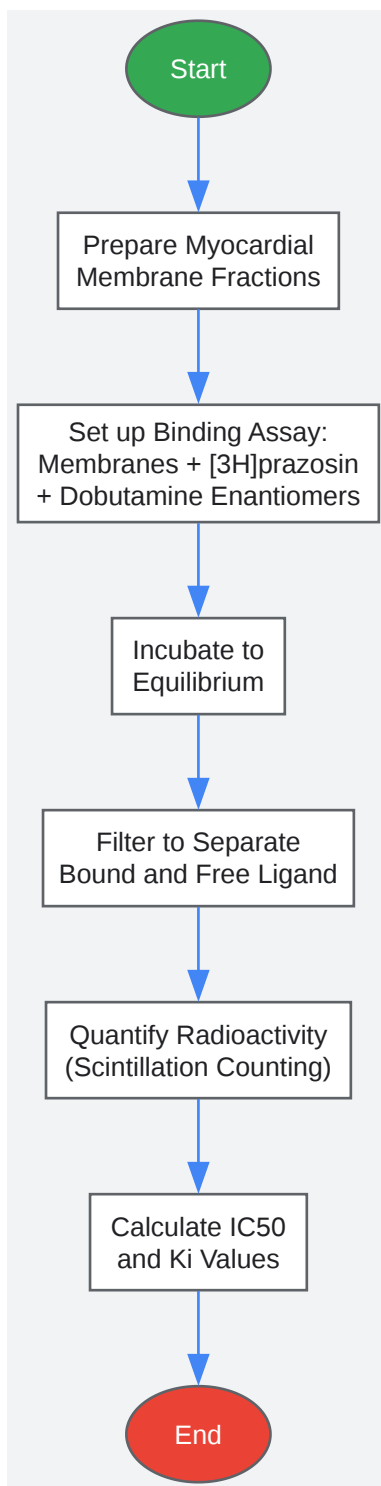 Start
Prepare Myocardial
Membrane Fractions
Set up Binding Assay:
Membranes + [3H]prazosin
+ Dobutamine Enantiomers
Incubate to
Equilibrium
Filter to Separate
Bound and Free Ligand
Quantify Radioactivity
(Scintillation Counting)
Calculate IC50
and Ki Values
End